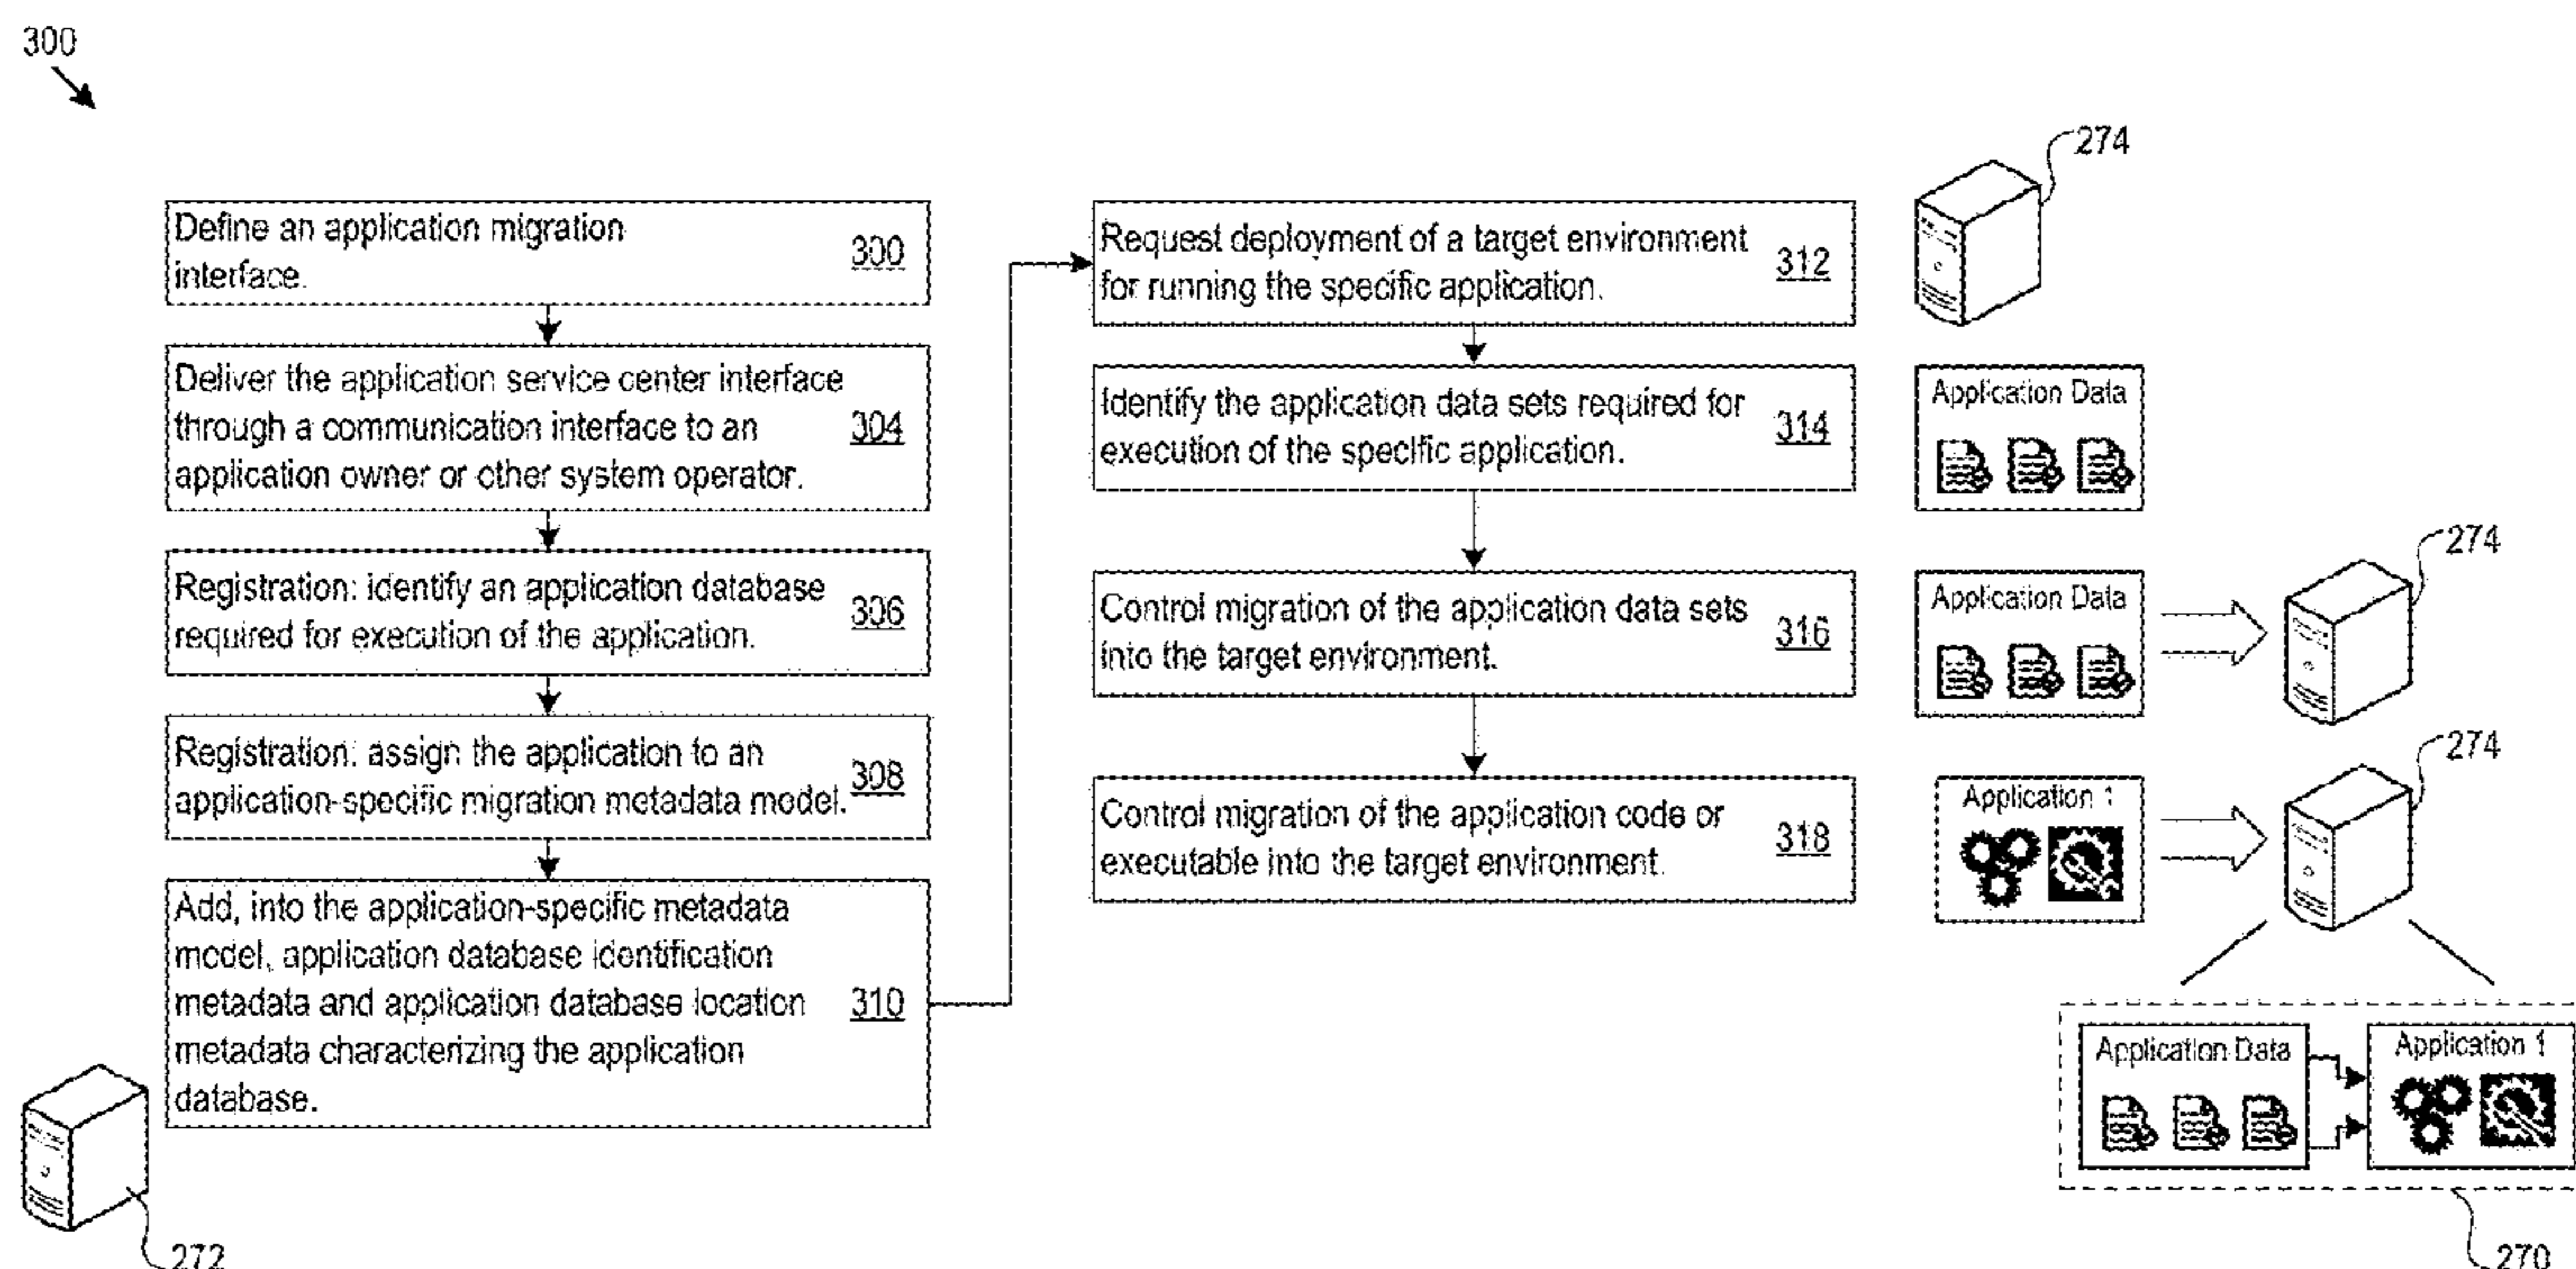 300
Define an application migration
interface.
300
Deliver the application service center interface
through a communication interface to an
application owner or other system operator.
304
Registration: identify an application database
required for execution of the application.
306
Registration: assign the application to an
application-specific migration metadata model.
308
Add, into the application-specific metadata
model, application database identification
metadata and application database location
metadata characterizing the application
database.
310
272
Request deployment of a target environment
for running the specific application.
312
274
Identify the application data sets required for
execution of the specific application.
314
Application Data
Control migration of the application data sets
into the target environment.
316
Application Data
274
Control migration of the application code or
executable into the target environment.
318
Application 1
274
Application Data
Application 1
270